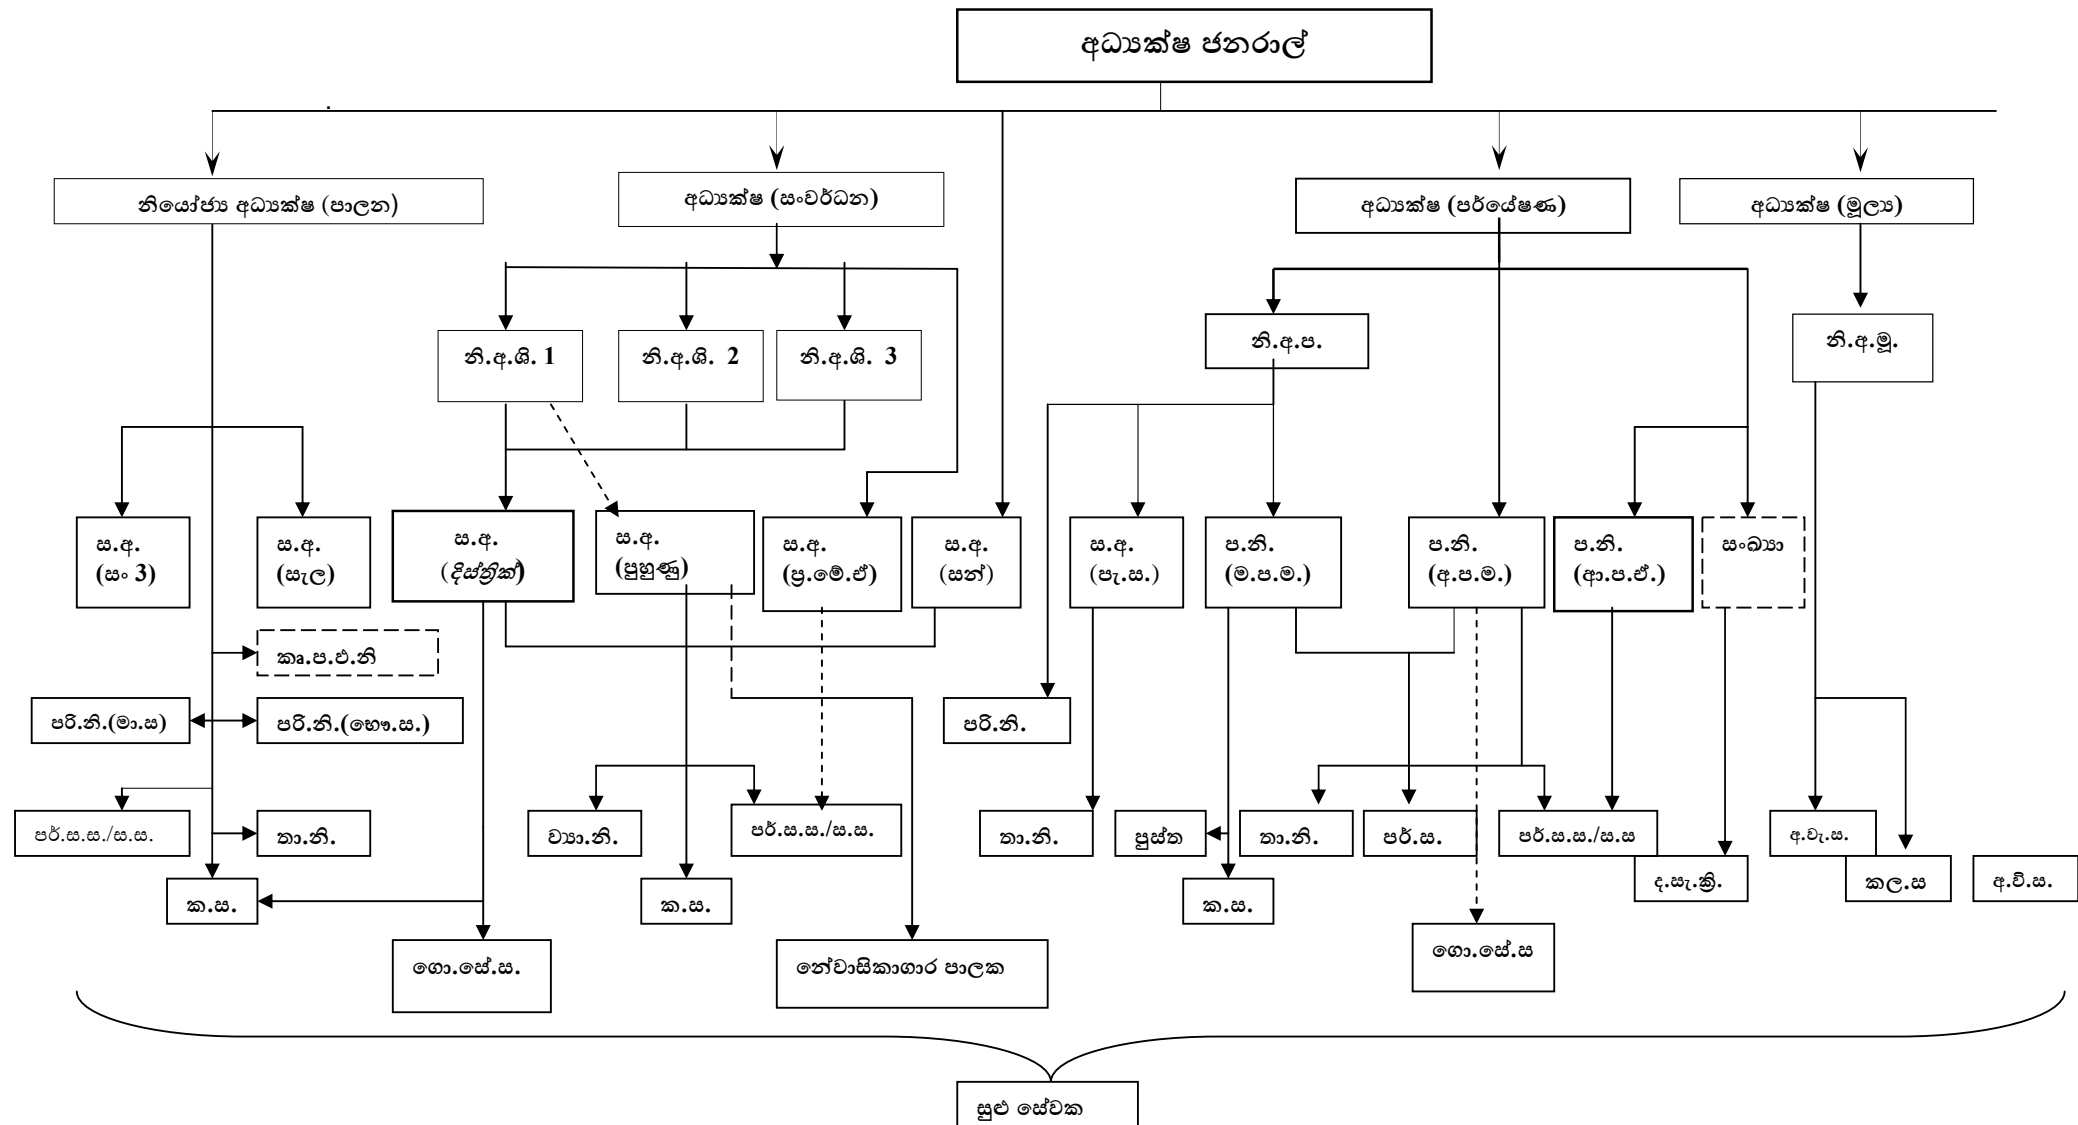 අධ්‍යක්ෂ ජනරාල්
නියෝජ්‍ය අධ්‍යක්ෂ (පාලන)
අධ්‍යක්ෂ (සංවර්ධන)
අධ්‍යක්ෂ (පර්යේෂණ)
අධ්‍යක්ෂ (මූල්‍ය)
නි.අ.ශි. 1
නි.අ.ශි. 2
නි.අ.ශි. 3
නි.අ.ප.
නි.අ.මූ.
ස.අ.
(සං 3)
ස.අ.
(සැල)
ස.අ.
(දිස්ත්‍රික්)
ස.අ.
(පුහුණු)
ස.අ.
(ප්‍ර.මේ.ඒ)
ස.අ.
(සන්)
ස.අ.
(පැ.ස.)
ප.නි.
(ම.ප.ම.)
ප.නි.
(අ.ප.ම.)
ප.නි.
(ආ.ප.ඒ.)
සංඛ්‍යා
කෘ.ප.ව.නි
පරි.නි.(මා.ස)
පරි.නි.(භෞ.ස.)
පරි.නි.
පර්.ස.ස./ස.ස.
තා.නි.
ව්‍යා.නි.
පර්.ස.ස./ස.ස.
තා.නි.
පුස්ත
තා.නි.
පර්.ස.
පර්.ස.ස./ස.ස
අ.වැ.ස.
ද.සැ.ක්‍රි.
කල.ස
අ.වි.ස.
ක.ස.
ක.ස.
ක.ස.
ගො.සේ.ස.
නේවාසිකාගාර පාලක
ගො.සේ.ස
සුළු සේවක